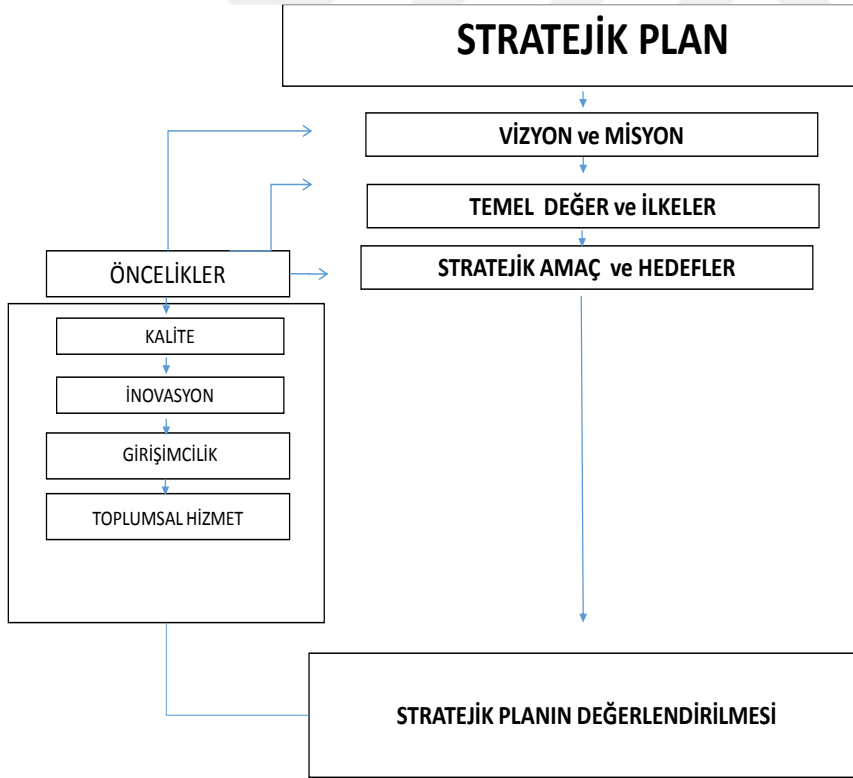 STRATEJİK PLAN
VİZYON ve MİSYON
TEMEL DEĞER ve İLKELER
STRATEJİK AMAÇ ve HEDEFLER
ÖNCELİKLER
KALİTE
İNOVASYON
GİRİŞİMCİLİK
TOPLUMSAL HİZMET
STRATEJİK PLANIN DEĞERLENDİRİLMESİ